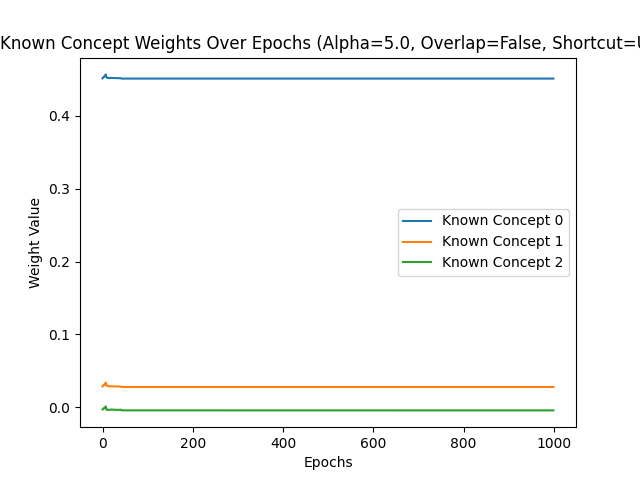 Known Concept Weights Over Epochs (Alpha=5.0, Overlap=False, Shortcut=
Weight Value
0.4
0.3
0.2
0.1
0.0
Known Concept 0
Known Concept 1
Known Concept 2
0
200
400
600
800
1000
Epochs